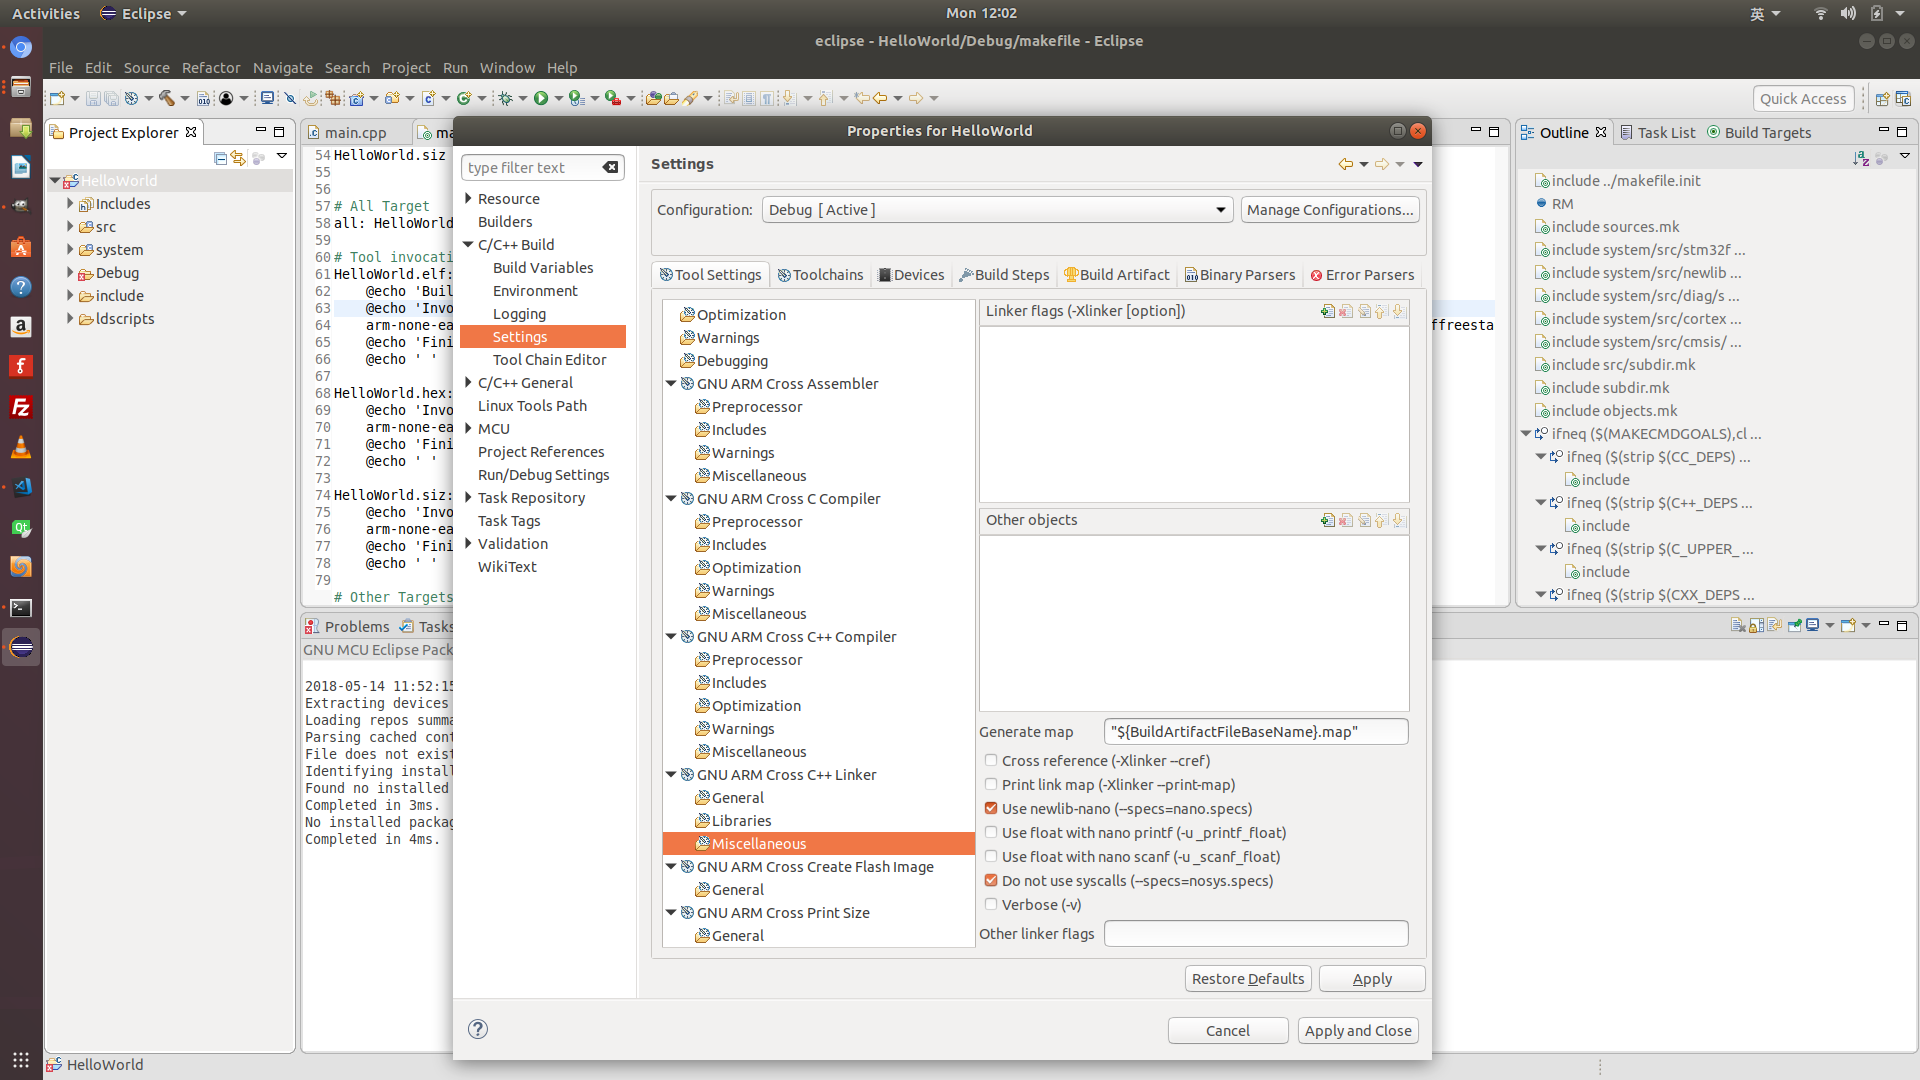 Activities
Eclipse
Mon 12:02
英
eclipse - HelloWorld/Debug/makefile - Eclipse
File Edit Source Refactor Navigate Search Project Run Window Help
Quick Access
Project Explorer
HelloWorld
Includes
src
system
Debug
include
ldscripts
main.cpp
54 HelloWorld.siz
55
56
57 # All Target
58 all: HelloWorld
59
60 # Tool invocati
61 HelloWorld.elf:
62 @echo 'Buil
63 @echo 'Invo
64 arm-none-ea
65 @echo 'Fini
66 @echo ' '
67
68 HelloWorld.hex:
69 @echo 'Invo
70 arm-none-ea
71 @echo 'Fini
72 @echo ' '
73
74 HelloWorld.siz:
75 @echo 'Invo
76 arm-none-ea
77 @echo 'Fini
78 @echo ' '
79
# Other Targets
ffreesta
Problems
Tasks
GNU MCU Eclipse Pack
2018-05-14 11:52:15
Extracting devices
Loading repos summa
Parsing cached cont
File does not exist
Identifying install
Found no installed
Completed in 3ms.
No installed packag
Completed in 4ms.
HelloWorld
Properties for HelloWorld
type filter text
Resource
Builders
C/C++ Build
Build Variables
Environment
Logging
Settings
Tool Chain Editor
C/C++ General
Linux Tools Path
MCU
Project References
Run/Debug Settings
Task Repository
Task Tags
Validation
WikiText
Settings
Configuration:
Debug [ Active ]
Manage Configurations...
Tool Settings
Toolchains
Devices
Build Steps
Build Artifact
Binary Parsers
Error Parsers
Optimization
Warnings
Debugging
GNU ARM Cross Assembler
Preprocessor
Includes
Warnings
Miscellaneous
GNU ARM Cross C Compiler
Preprocessor
Includes
Optimization
Warnings
Miscellaneous
GNU ARM Cross C++ Compiler
Preprocessor
Includes
Optimization
Warnings
Miscellaneous
GNU ARM Cross C++ Linker
General
Libraries
Miscellaneous
GNU ARM Cross Create Flash Image
General
GNU ARM Cross Print Size
General
Linker flags (-Xlinker [option])
Other objects
Generate map
"${BuildArtifactFileBaseName}.map"
Cross reference (-Xlinker --cref)
Print link map (-Xlinker --print-map)
Use newlib-nano (--specs=nano.specs)
Use float with nano printf (-u _printf_float)
Use float with nano scanf (-u _scanf_float)
Do not use syscalls (--specs=nosys.specs)
Verbose (-v)
Other linker flags
Restore Defaults
Apply
Cancel
Apply and Close
Outline
Task List
Build Targets
include ../makefile.init
RM
include sources.mk
include system/src/stm32f ...
include system/src/newlib ...
include system/src/diag/s ...
include system/src/cortex ...
include system/src/cmsis/ ...
include src/subdir.mk
include subdir.mk
include objects.mk
ifneq ($(MAKECMDGOALS),cl ...
ifneq ($(strip $(CC_DEPS) ...
include
ifneq ($(strip $(C++_DEPS ...
include
ifneq ($(strip $(C_UPPER_ ...
include
ifneq ($(strip $(CXX_DEPS ...